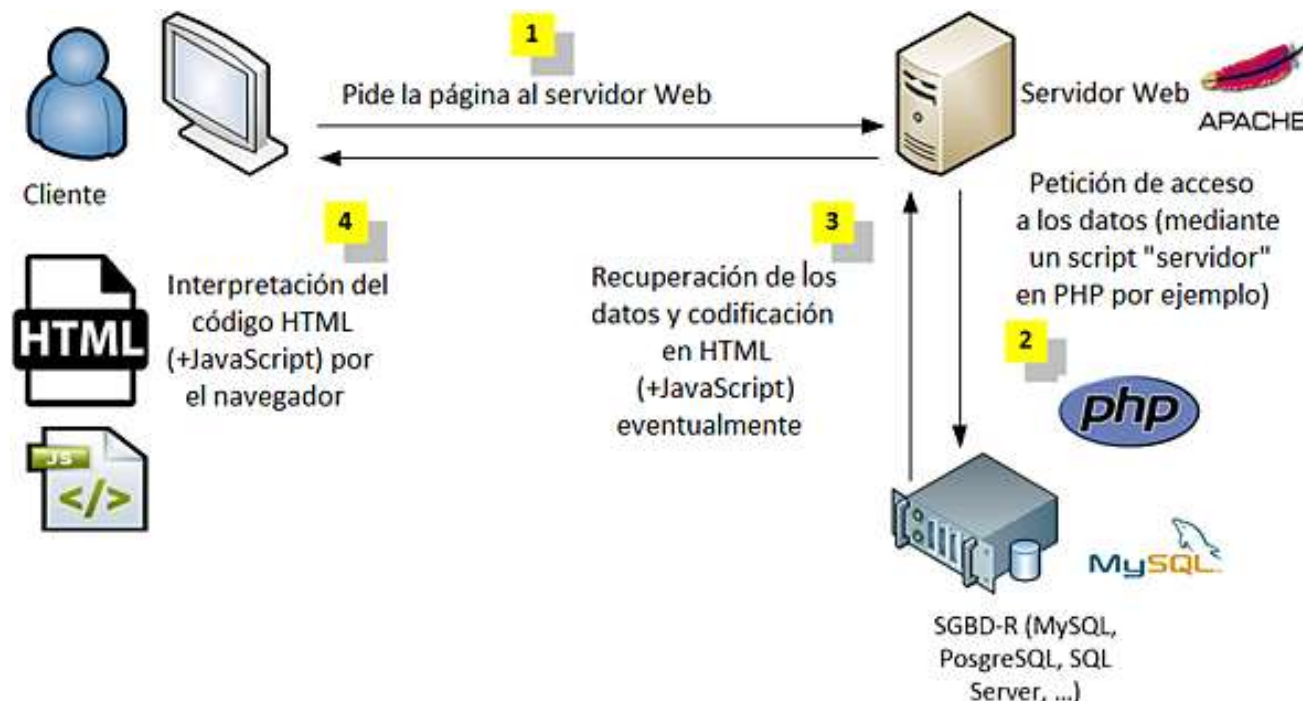 1
Pide la página al servidor Web
Servidor Web
APACHE
Cliente
Petición de acceso
a los datos (mediante
un script "servidor"
en PHP por ejemplo)
4
Interpretación del
código HTML
(+JavaScript) por
el navegador
HTML
JS
</>
3
Recuperación de los
datos y codificación
en HTML
(+JavaScript)
eventualmente
2
php
MySQL
SGBD-R (MySQL,
PosgreSQL, SQL
Server, ...)